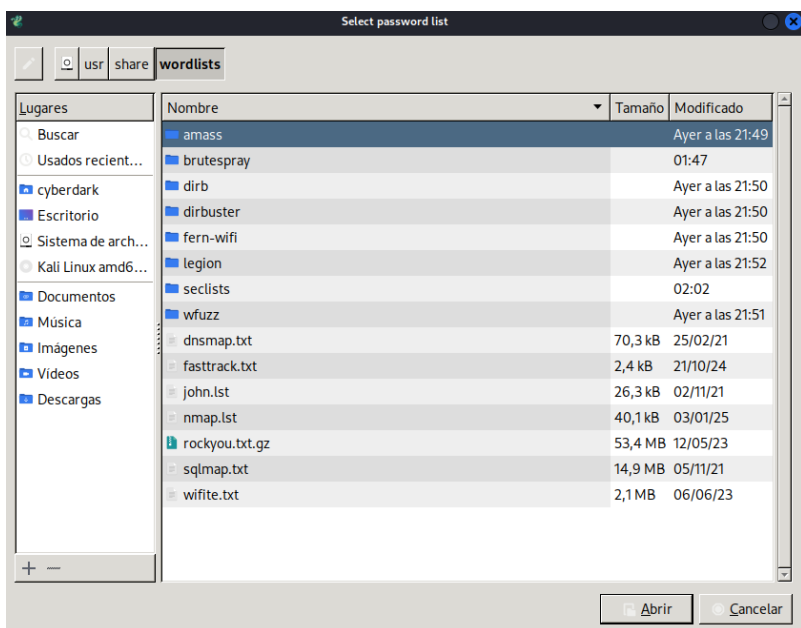 Select password list
usr share wordlists
Lugares
Buscar
Usados recient...
cyberdark
Escritorio
Sistema de arch...
Kali Linux amd6...
Documentos
Música
Imágenes
Vídeos
Descargas
Nombre Tamaño Modificado
amass Ayer a las 21:49
brutespray 01:47
dirb Ayer a las 21:50
dirbuster Ayer a las 21:50
fern-wifi Ayer a las 21:50
legion Ayer a las 21:52
seclists 02:02
wfuzz Ayer a las 21:51
dnsmap.txt 70,3 kB 25/02/21
fasttrack.txt 2,4 kB 21/10/24
john.lst 26,3 kB 02/11/21
nmap.lst 40,1 kB 03/01/25
rockyou.txt.gz 53,4 MB 12/05/23
sqlmap.txt 14,9 MB 05/11/21
wifite.txt 2,1 MB 06/06/23
Abrir Cancelar